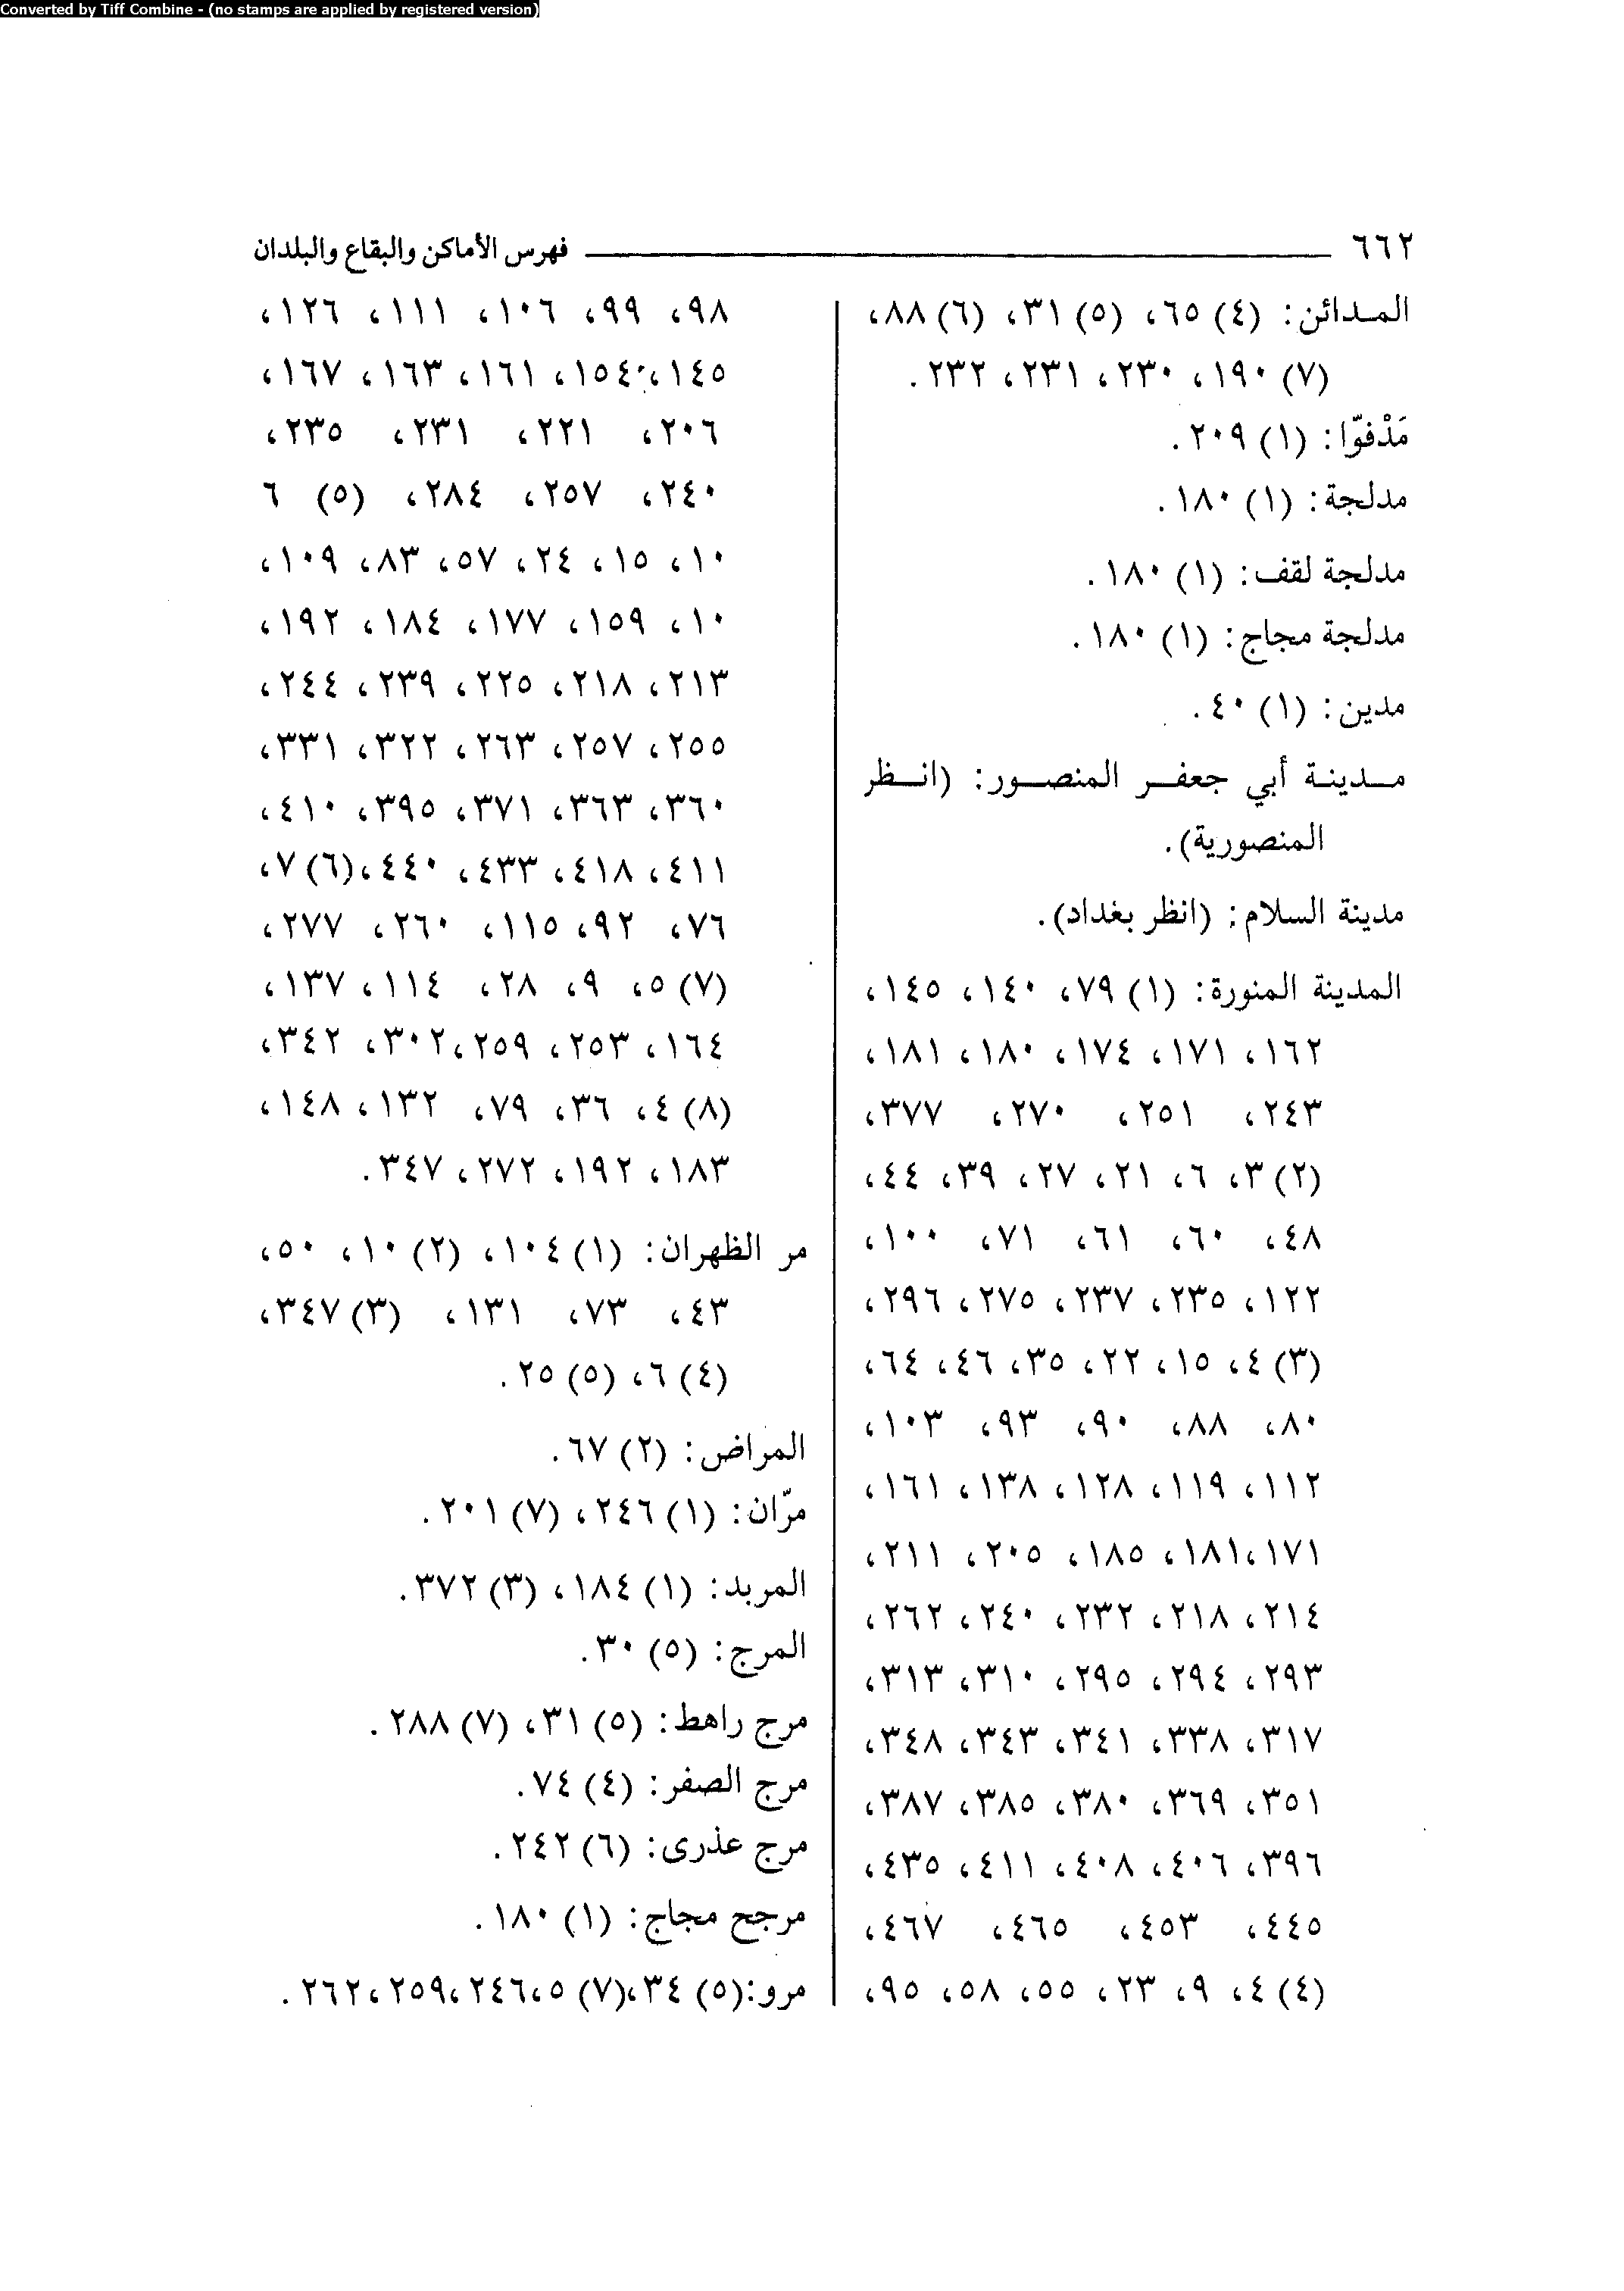 Converted by Tiff Combine - (no stamps are applied by registered version)
٦٦٢ فهرس الأماكن والبقاع والبلدان
المدائن: (٤) ٦٥، (٥) ٣١، (٦) ٨٨،
(٧) ١٩٠، ٢٣٠، ٢٣١، ٢٣٢.
مَدْفوّا: (١) ٢٠٩.
مدلجة: (١) ١٨٠.
مدلجة لقف: (١) ١٨٠.
مدلجة مجاج: (١) ١٨٠.
مدين: (١) ٤٠.
مدينة أبي جعفر المنصور: (انظر
المنصورية).
مدينة السلام: (انظر بغداد).
المدينة المنورة: (١) ٧٩، ١٤٠، ١٤٥،
١٦٢، ١٧١، ١٧٤، ١٨٠، ١٨١،
٢٤٣، ٢٥١، ٢٧٠، ٣٧٧،
(٢) ٣، ٦، ٢١، ٢٧، ٣٩، ٤٤،
٤٨، ٦٠، ٦١، ٧١، ١٠٠،
١٢٢، ٢٣٥، ٢٣٧، ٢٧٥، ٢٩٦،
(٣) ٤، ١٥، ٢٢، ٣٥، ٤٦، ٦٤،
٨٠، ٨٨، ٩٠، ٩٣، ١٠٣،
١١٢، ١١٩، ١٢٨، ١٣٨، ١٦١،
١٧١،١٨١، ١٨٥، ٢٠٥، ٢١١،
٢١٤، ٢١٨، ٢٣٢، ٢٤٠، ٢٦٢،
٢٩٣، ٢٩٤، ٢٩٥، ٣١٠، ٣١٣،
٣١٧، ٣٣٨، ٣٤١، ٣٤٣، ٣٤٨،
٣٥١، ٣٦٩، ٣٨٠، ٣٨٥، ٣٨٧،
٣٩٦، ٤٠٦، ٤٠٨، ٤١١، ٤٣٥،
٤٤٥، ٤٥٣، ٤٦٥، ٤٦٧،
(٤) ٤، ٩، ٢٣، ٥٥، ٥٨، ٩٥،
٩٨، ٩٩، ١٠٦، ١١١، ١٢٦،
١٤٥، ١٥٤، ١٦١، ١٦٣، ١٦٧،
٢٠٦، ٢٢١، ٢٣١، ٢٣٥،
٢٤٠، ٢٥٧، ٢٨٤، (٥) ٦
١٠، ١٥، ٢٤، ٥٧، ٨٣، ١٠٩،
١٠، ١٥٩، ١٧٧، ١٨٤، ١٩٢،
٢١٣، ٢١٨، ٢٢٥، ٢٣٩، ٢٤٤،
٢٥٥، ٢٥٧، ٢٦٣، ٣٢٢، ٣٣١،
٣٦٠، ٣٦٣، ٣٧١، ٣٩٥، ٤١٠،
٤١١، ٤١٨، ٤٣٣، ٤٤٠،(٦) ٧،
٧٦، ٩٢، ١١٥، ٢٦٠، ٢٧٧،
(٧) ٥، ٩، ٢٨، ١١٤، ١٣٧،
١٦٤، ٢٥٣، ٢٥٩،٣٠٢، ٣٤٢،
(٨) ٤، ٣٦، ٧٩، ١٣٢، ١٤٨،
١٨٣، ١٩٢، ٢٧٢، ٣٤٧.
مر الظهران: (١) ١٠٤، (٢) ١٠، ٥٠،
٤٣، ٧٣، ١٣١، (٣) ٣٤٧،
(٤) ٦، (٥) ٢٥.
المراض: (٢) ٦٧.
مرّان: (١) ٢٤٦، (٧) ٢٠١.
المربد: (١) ١٨٤، (٣) ٣٧٢.
المرج: (٥) ٣٠.
مرج راهط: (٥) ٣١، (٧) ٢٨٨.
مرج الصفر: (٤) ٧٤.
مرج عذرى: (٦) ٢٤٢.
مرجح مجاج: (١) ١٨٠.
مرو:(٥) ٣٤،(٧) ٥،٢٤٦،٢٥٩،٢٦٢.